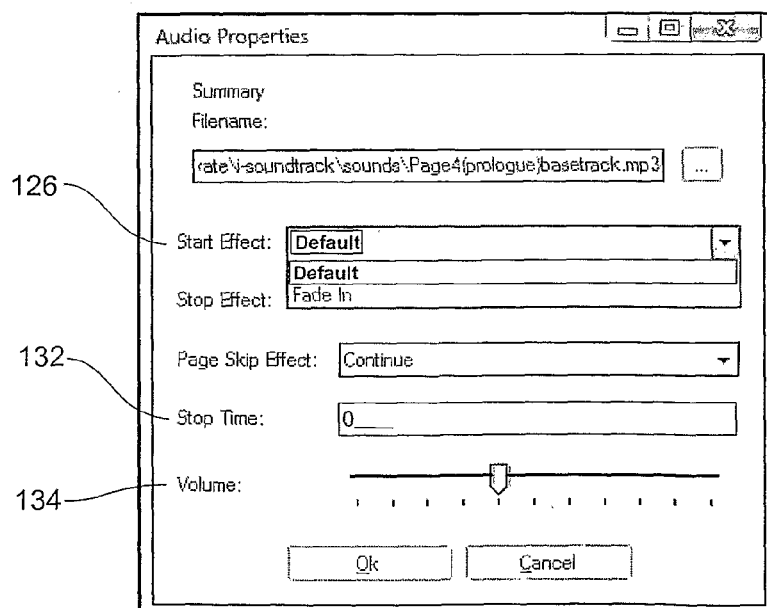 Audio Properties
Summary
Filename:
rate\i-soundtrack\sounds\Page4(prologue)basetrack.mp3
...
126
Start Effect: Default
Default
Stop Effect: Fade In
132
Page Skip Effect: Continue
Stop Time: 0____
134
Volume:
Ok Cancel